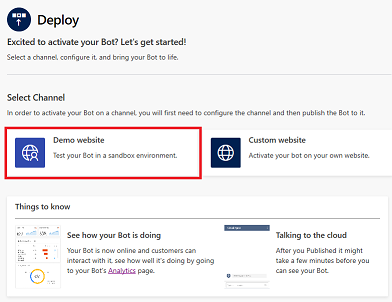 Deploy
Excited to activate your Bot? Let's get started!
Select a channel, configure it, and bring your Bot to life.
Select Channel
In order to activate your Bot on a channel, you will first need to configure the channel and then publish the Bot to it.
Demo website
Test your Bot in a sandbox environment.
Custom website
Activate your bot on your own website.
Things to know
See how your Bot is doing
Your Bot is now online and customers can
interact with it, see how well it's doing by going
to your Bot's Analytics page.
Talking to the cloud
After you Published it might
take a few minutes before you
can see your Bot.